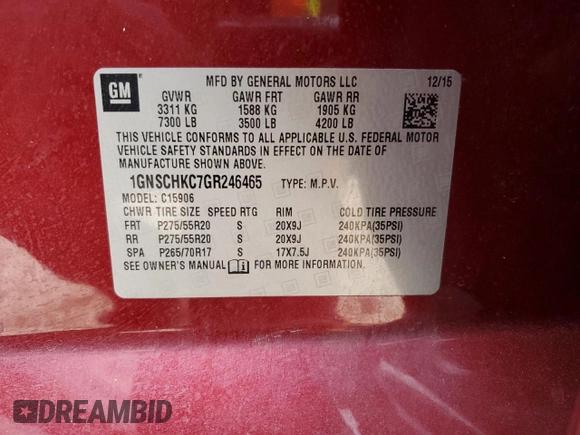 GM
MFD BY GENERAL MOTORS LLC 12/15
GVWR GAWR FRT GAWR RR
3311 KG 1588 KG 1905 KG
7300 LB 3500 LB 4200 LB
THIS VEHICLE CONFORMS TO ALL APPLICABLE U.S. FEDERAL MOTOR
VEHICLE SAFETY STANDARDS IN EFFECT ON THE DATE OF
MANUFACTURE SHOWN ABOVE.
1GNSCHKC7GR246465 TYPE: M.P.V.
MODEL: C15906
CHWR TIRE SIZE SPEED RTG RIM COLD TIRE PRESSURE
FRT P275/55R20 S 20X9J 240KPA(35PSI)
RR P275/55R20 S 20X9J 240KPA(35PSI)
SPA P265/70R17 S 17X7.5J 240KPA(35PSI)
SEE OWNER'S MANUAL FOR MORE INFORMATION.
DREAMBID